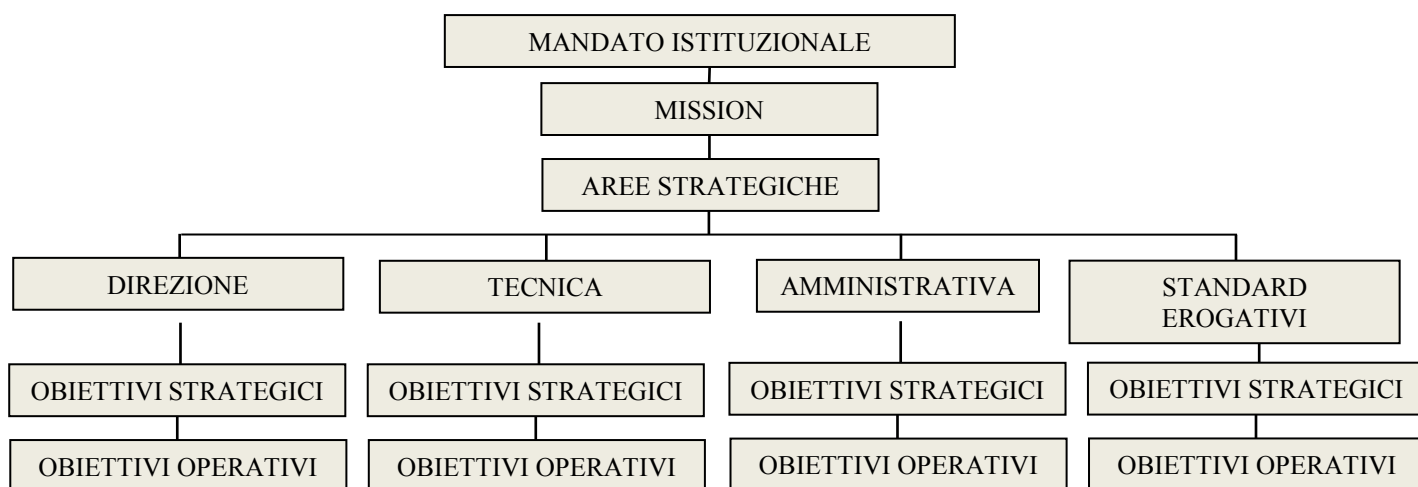 MANDATO ISTITUZIONALE
MISSION
AREE STRATEGICHE
DIREZIONE
TECNICA
AMMINISTRATIVA
STANDARD
EROGATIVI
OBIETTIVI STRATEGICI
OBIETTIVI STRATEGICI
OBIETTIVI STRATEGICI
OBIETTIVI STRATEGICI
OBIETTIVI OPERATIVI
OBIETTIVI OPERATIVI
OBIETTIVI OPERATIVI
OBIETTIVI OPERATIVI